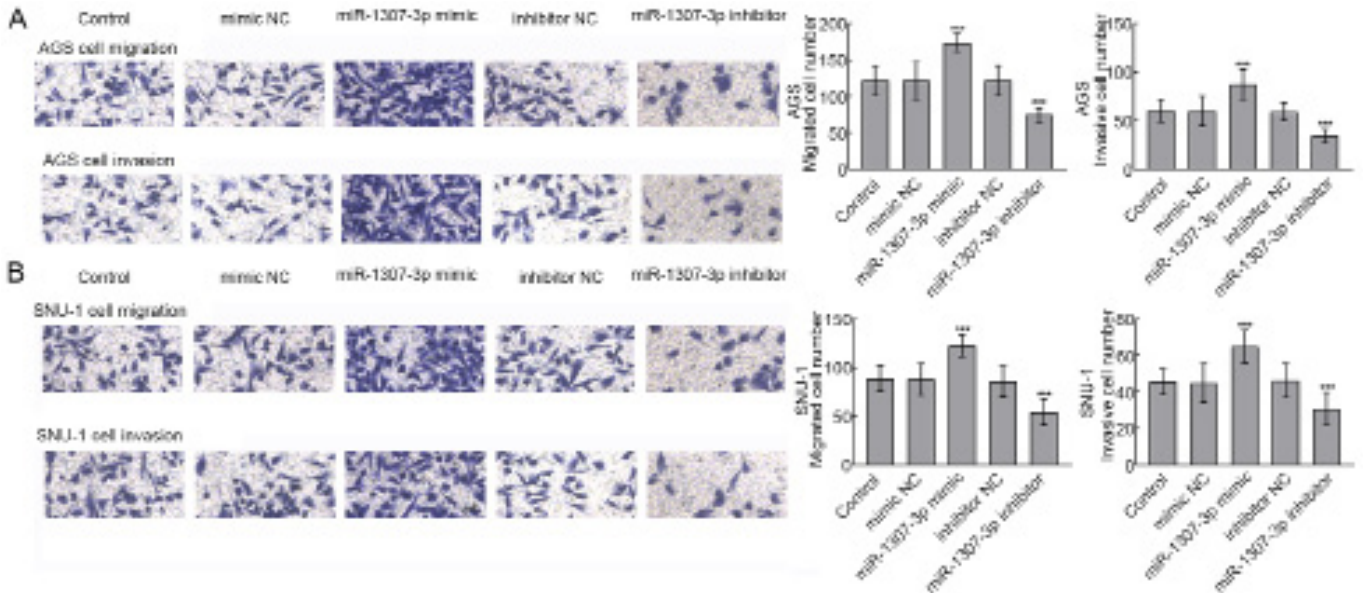 A
Control mimic NC miR-1307-3p mimic inhibitor NC miR-1307-3p inhibitor
AGS cell migration
AGS cell invasion
200
150
100
50
0
AGS
Migrated cell number
***
***
Control
mimic NC
miR-1307-3p mimic
inhibitor NC
miR-1307-3p inhibitor
150
100
50
0
AGS
Invasive cell number
***
***
Control
mimic NC
miR-1307-3p mimic
inhibitor NC
miR-1307-3p inhibitor
B
Control mimic NC miR-1307-3p mimic inhibitor NC miR-1307-3p inhibitor
SNU-1 cell migration
SNU-1 cell invasion
150
100
50
0
SNU-1
Migrated cell number
***
***
Control
mimic NC
miR-1307-3p mimic
inhibitor NC
miR-1307-3p inhibitor
80
60
40
20
0
SNU-1
Invasive cell number
***
***
Control
mimic NC
miR-1307-3p mimic
inhibitor NC
miR-1307-3p inhibitor